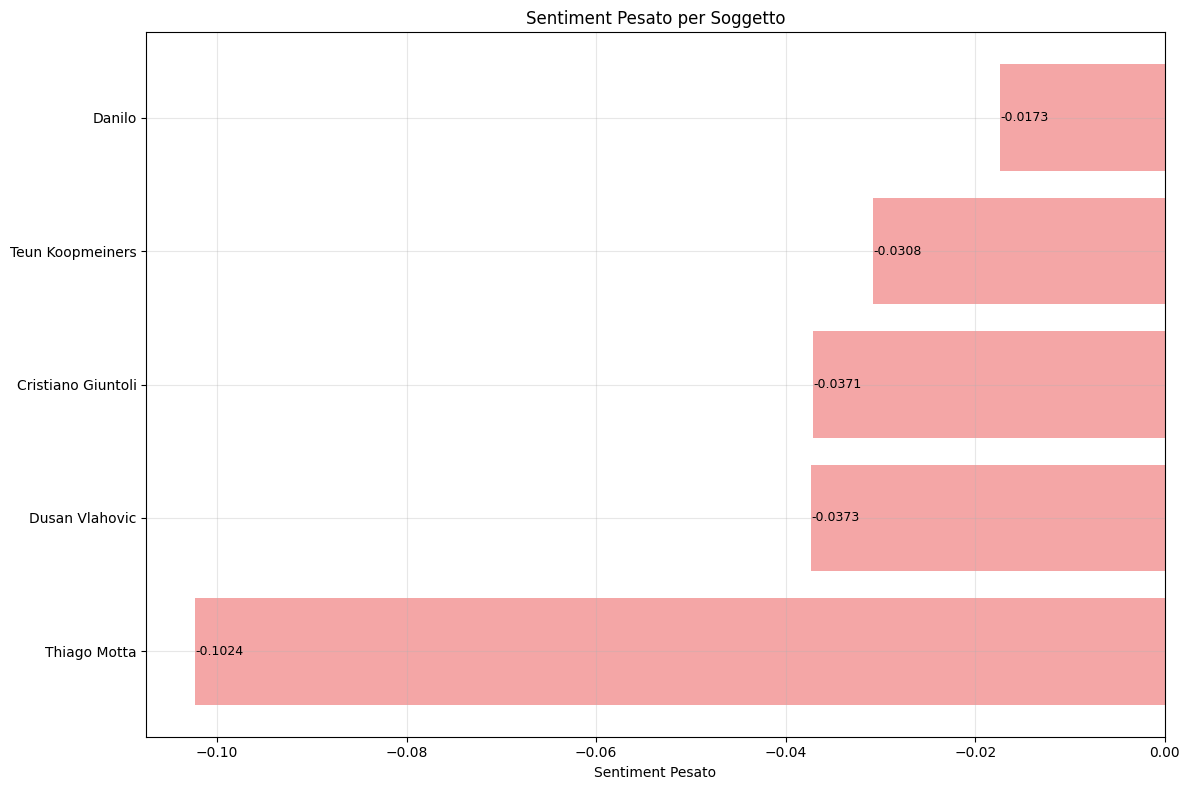 Sentiment Pesato per Soggetto
Danilo
-0.0173
Teun Koopmeiners
-0.0308
Cristiano Giuntoli
-0.0371
Dusan Vlahovic
-0.0373
Thiago Motta
-0.1024
−0.10
−0.08
−0.06
−0.04
−0.02
0.00
Sentiment Pesato